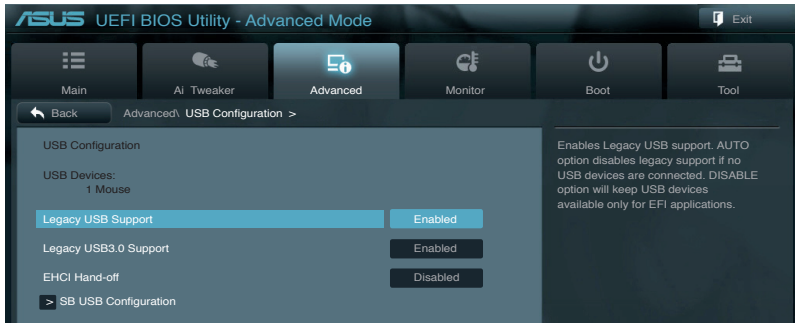 ASUS UEFI BIOS Utility - Advanced Mode
Exit
Main
Ai Tweaker
Advanced
Monitor
Boot
Tool
Back
Advanced\ USB Configuration >
USB Configuration
USB Devices:
1 Mouse
Legacy USB Support Enabled
Legacy USB3.0 Support Enabled
EHCI Hand-off Disabled
> SB USB Configuration
Enables Legacy USB support. AUTO
option disables legacy support if no
USB devices are connected. DISABLE
option will keep USB devices
available only for EFI applications.